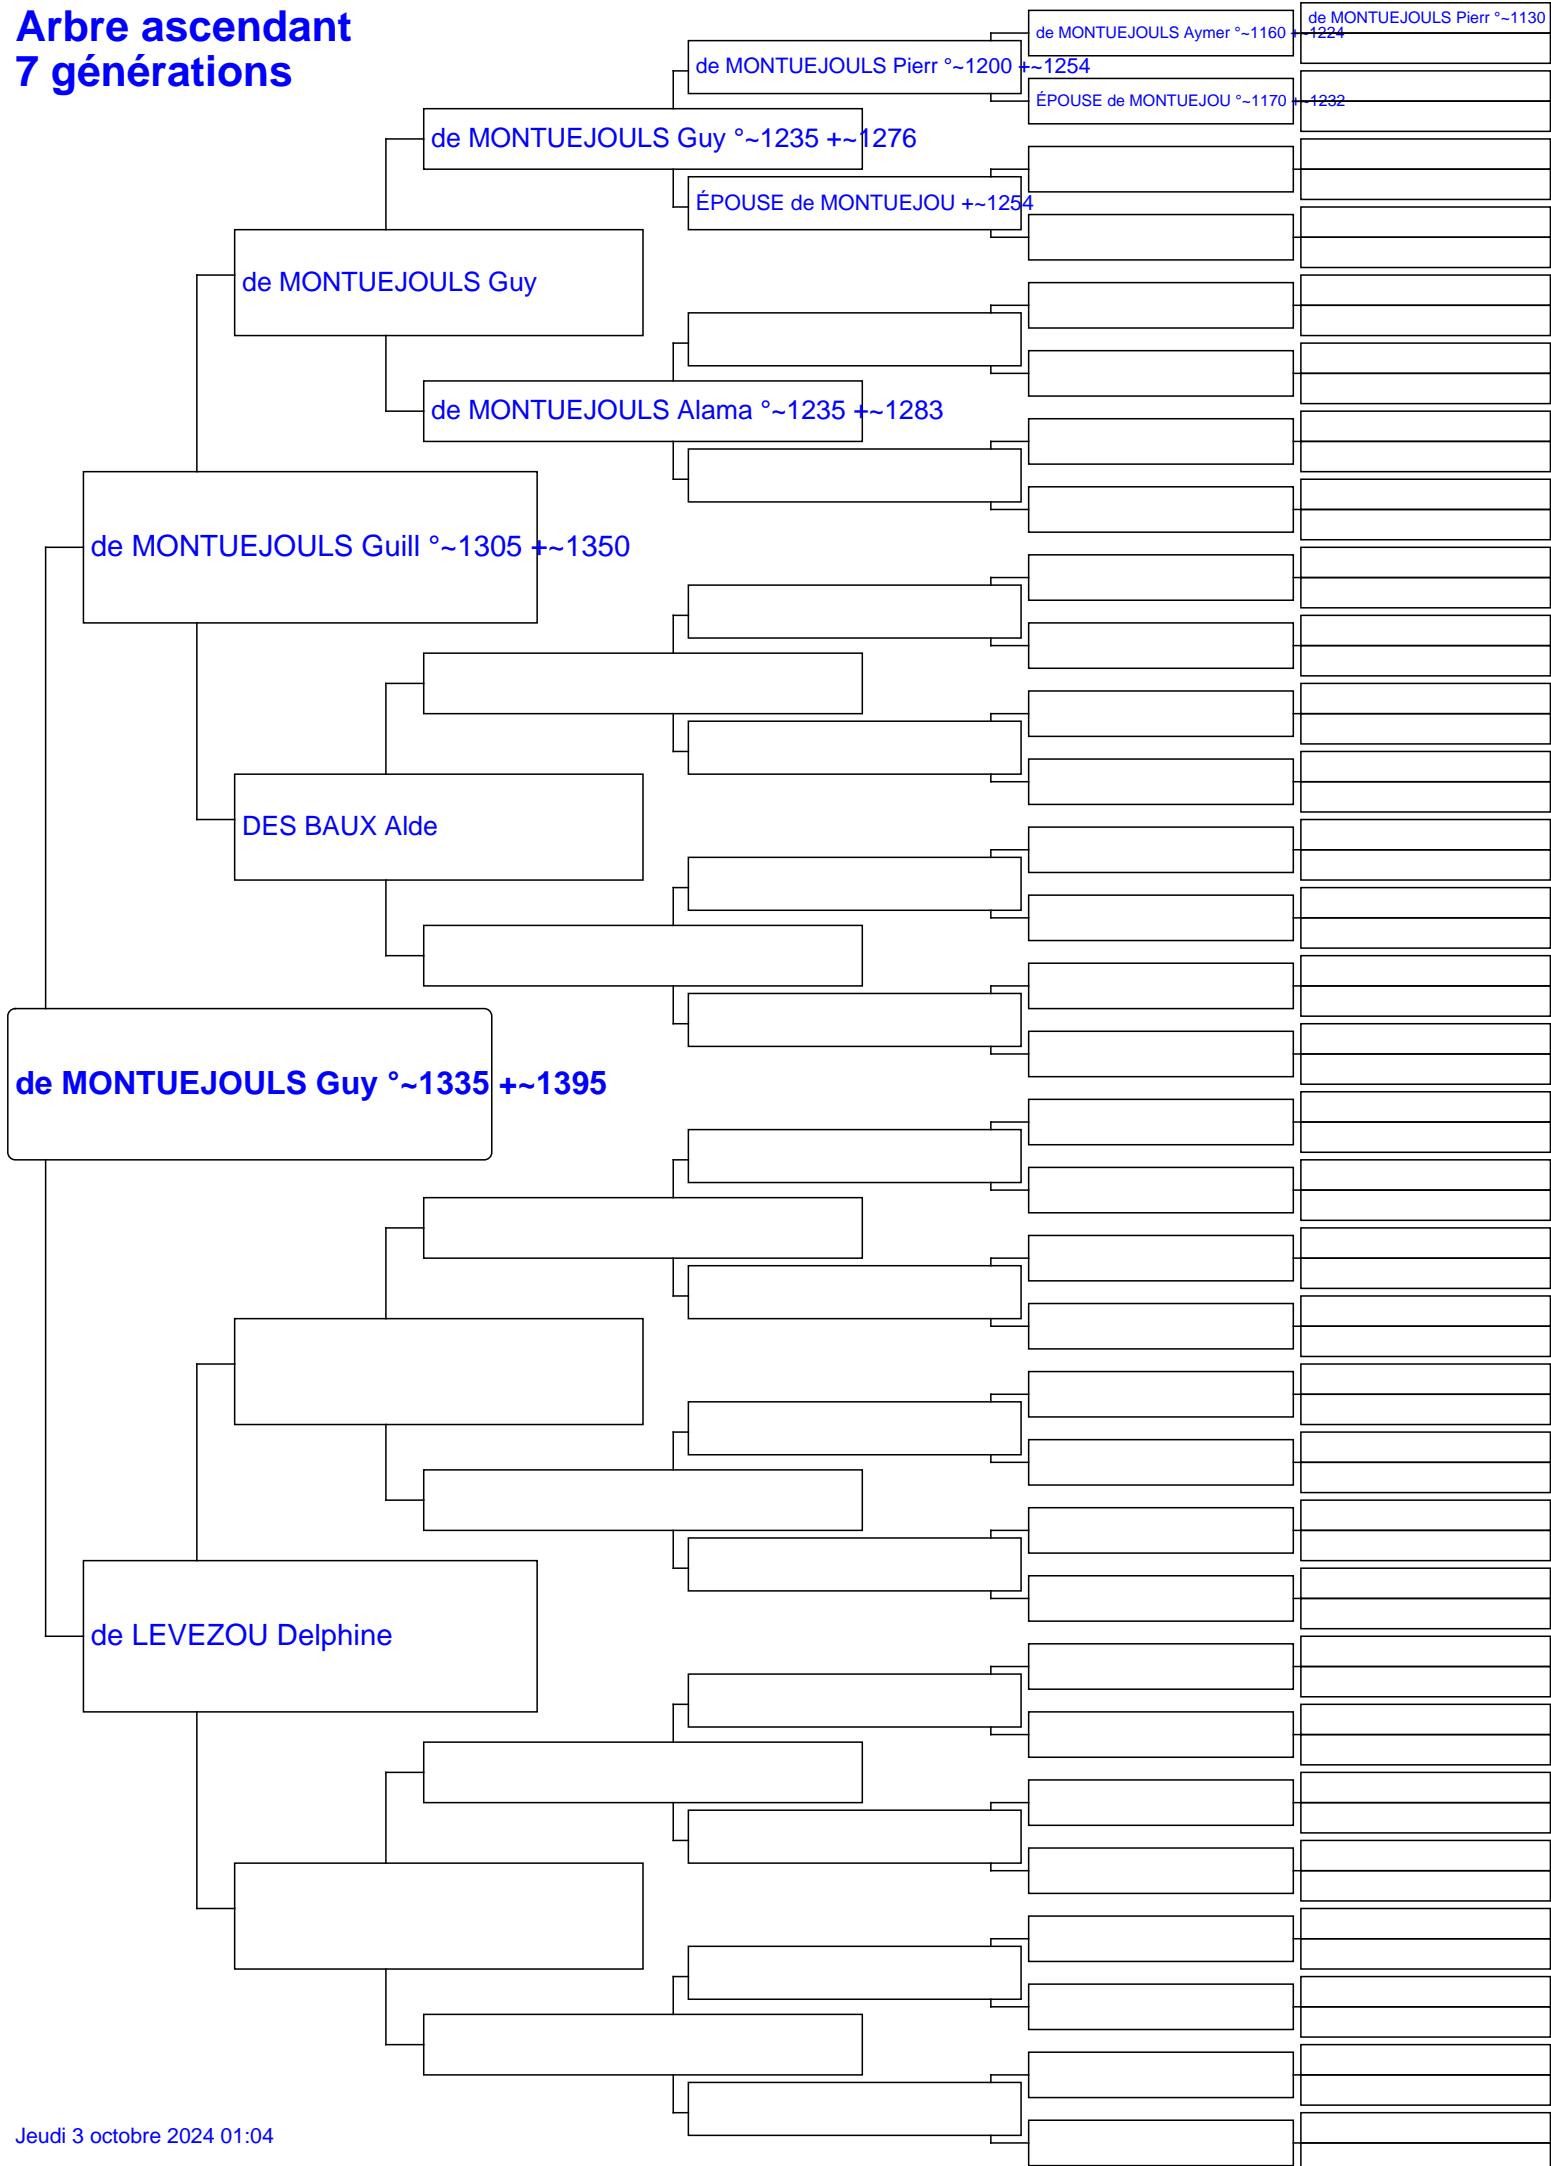 Arbre ascendant
7 générations
de MONTUEJOULS Pierr °~1130
de MONTUEJOULS Aymer °~1160 +~1224
de MONTUEJOULS Pierr °~1200 +~1254
ÉPOUSE de MONTUEJOU °~1170 +~1232
de MONTUEJOULS Guy °~1235 +~1276
ÉPOUSE de MONTUEJOU +~1254
de MONTUEJOULS Guy
de MONTUEJOULS Alama °~1235 +~1283
de MONTUEJOULS Guill °~1305 +~1350
DES BAUX Alde
de MONTUEJOULS Guy °~1335 +~1395
de LEVEZOU Delphine
Jeudi 3 octobre 2024 01:04